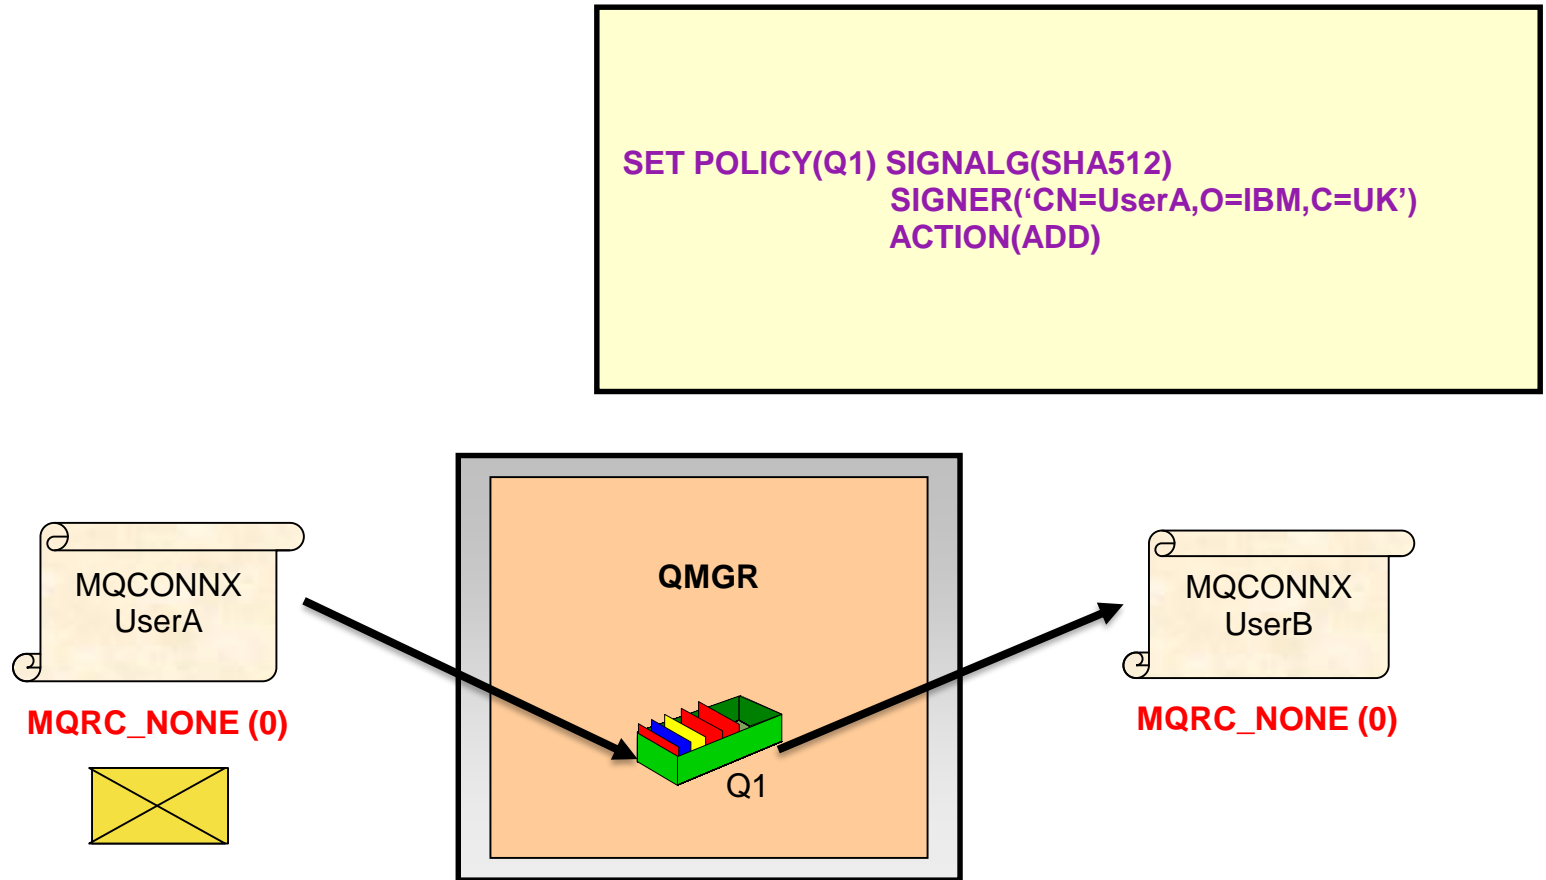 SET POLICY(Q1) SIGNALG(SHA512)
SIGNER(‘CN=UserA,O=IBM,C=UK’)
ACTION(ADD)
QMGR
MQCONNX
UserA
MQCONNX
UserB
MQRC_NONE (0)
MQRC_NONE (0)
Q1